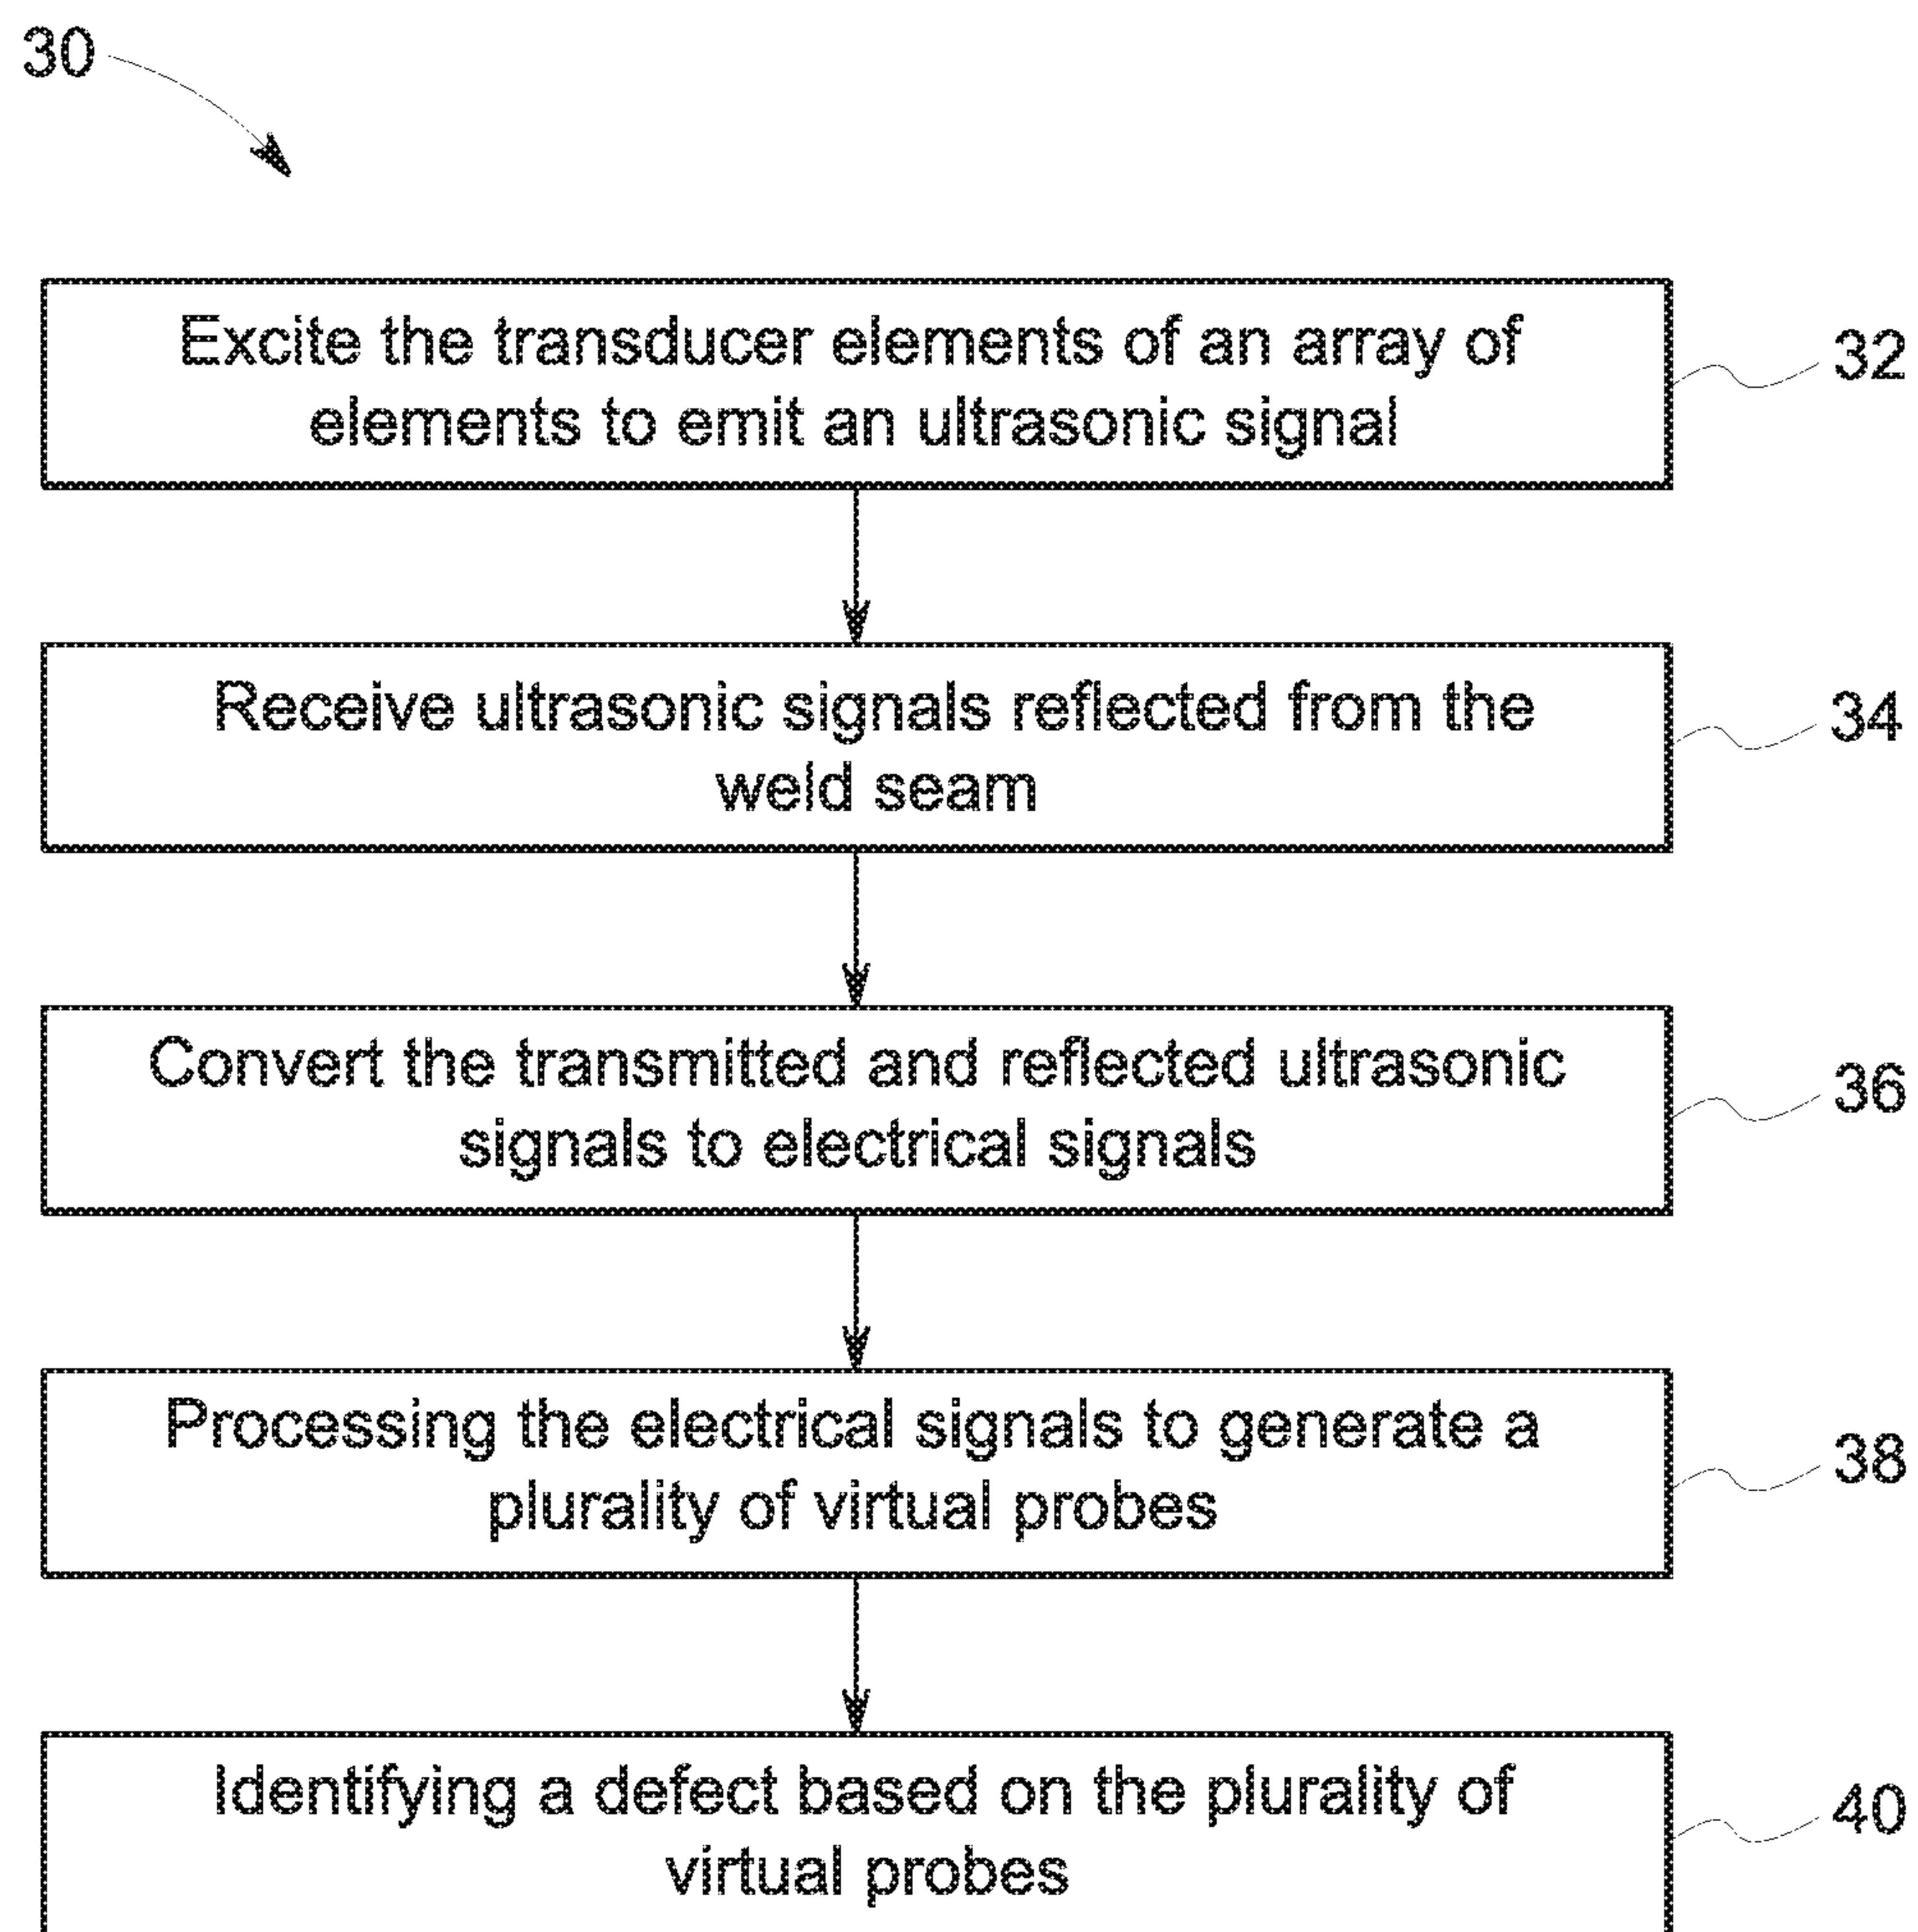 30
Excite the transducer elements of an array of
elements to emit an ultrasonic signal
32
Receive ultrasonic signals reflected from the
weld seam
34
Convert the transmitted and reflected ultrasonic
signals to electrical signals
36
Processing the electrical signals to generate a
plurality of virtual probes
38
Identifying a defect based on the plurality of
virtual probes
40